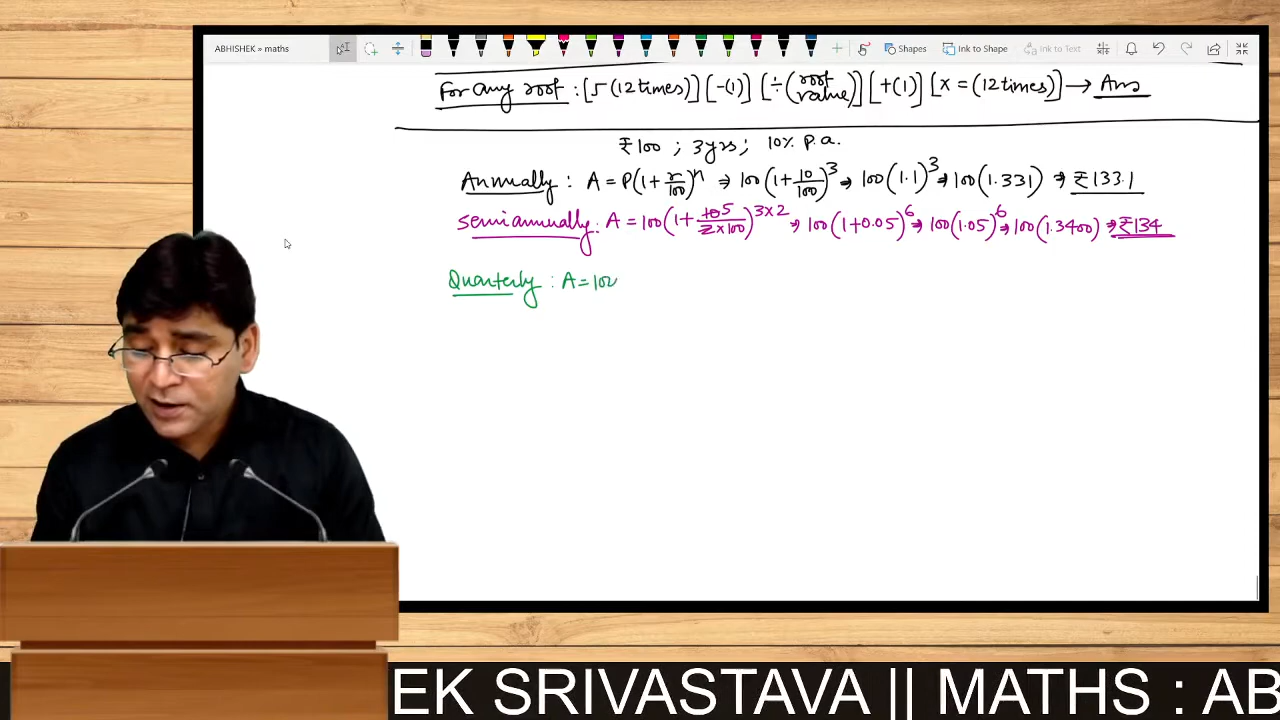 ABHISHEK » maths
Shapes Ink to Shape Ink to Text
For any root : [√ (12 times)] [-(1)] [÷(root value)] [+(1)] [x = (12 times)] → Ans
₹100 ; 3yrs; 10% p.a.
Annually : A = P(1+r/100)^n ⇒ 100(1+10/100)^3 ⇒ 100(1.1)^3 ⇒ 100(1.331) ⇒ ₹133.1
Semiannually : A = 100(1+10 5/2×100)^3×2 ⇒ 100(1+0.05)^6 ⇒ 100(1.05)^6 ⇒ 100(1.3400) ⇒ ₹134
Quarterly : A = 100
EK SRIVASTAVA || MATHS : AB